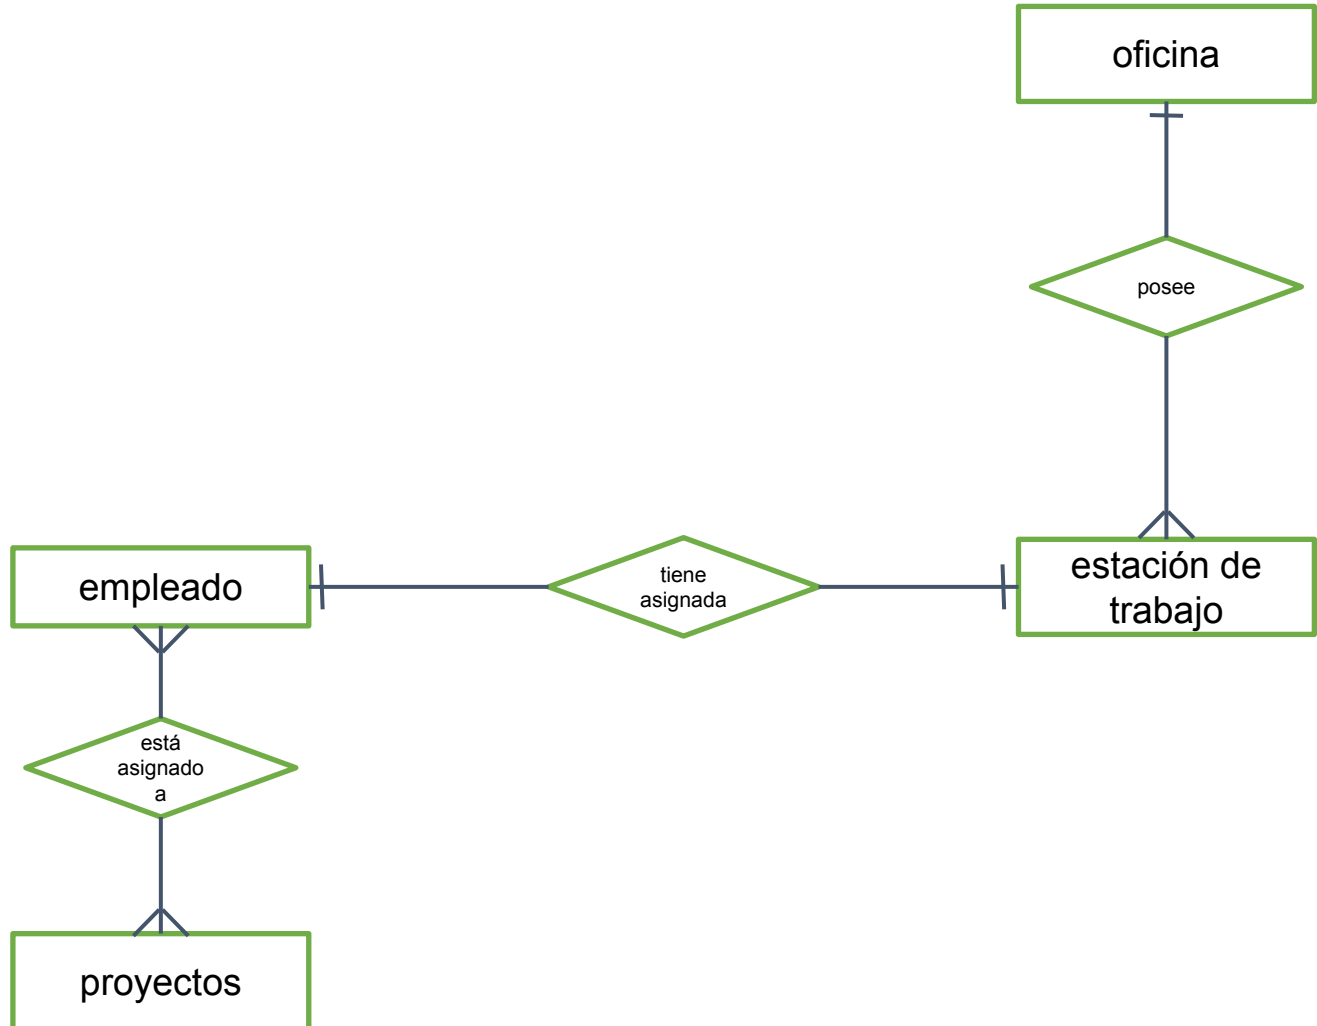 oficina
posee
estación de
trabajo
tiene
asignada
empleado
está
asignado
a
proyectos